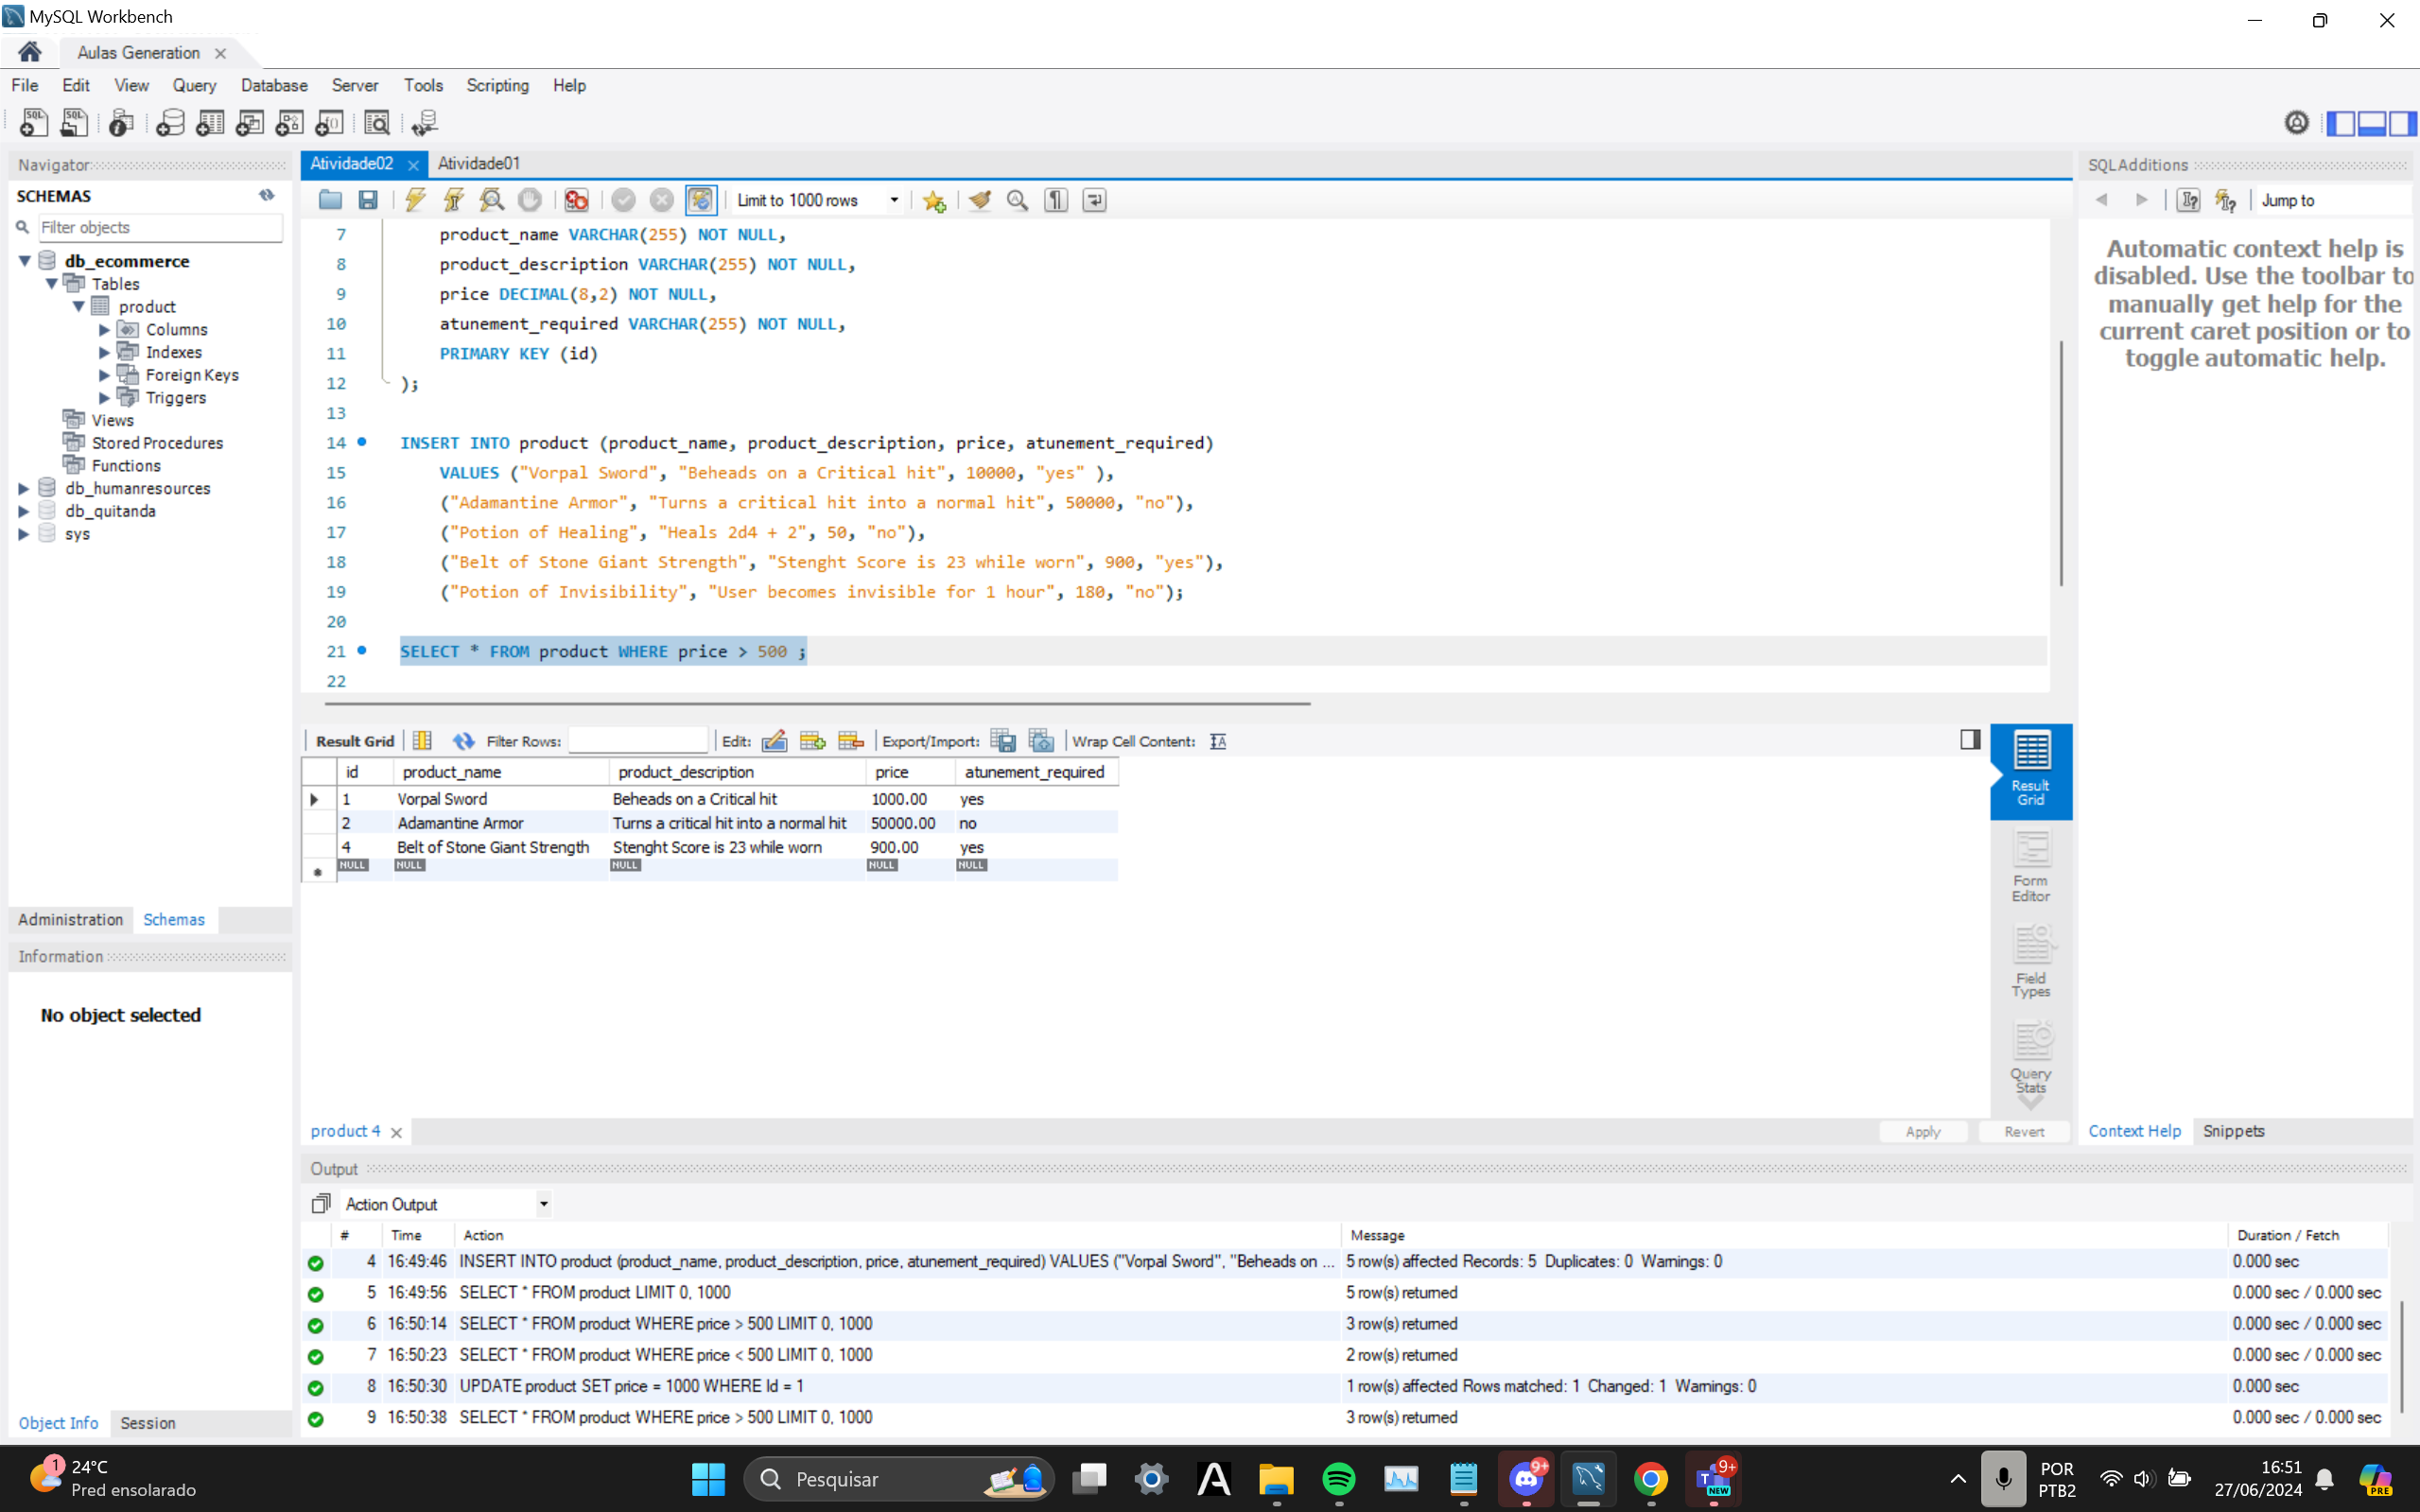 MySQL Workbench
Aulas Generation
File Edit View Query Database Server Tools Scripting Help
Navigator
SCHEMAS
Filter objects
db_ecommerce
Tables
product
Columns
Indexes
Foreign Keys
Triggers
Views
Stored Procedures
Functions
db_humanresources
db_quitanda
sys
Administration Schemas
Information
No object selected
Object Info Session
Atividade02 Atividade01
Limit to 1000 rows
7 product_name VARCHAR(255) NOT NULL,
8 product_description VARCHAR(255) NOT NULL,
9 price DECIMAL(8,2) NOT NULL,
10 atunement_required VARCHAR(255) NOT NULL,
11 PRIMARY KEY (id)
12 );
13
14 INSERT INTO product (product_name, product_description, price, atunement_required)
15 VALUES ("Vorpal Sword", "Beheads on a Critical hit", 10000, "yes" ),
16 ("Adamantine Armor", "Turns a critical hit into a normal hit", 50000, "no"),
17 ("Potion of Healing", "Heals 2d4 + 2", 50, "no"),
18 ("Belt of Stone Giant Strength", "Stenght Score is 23 while worn", 900, "yes"),
19 ("Potion of Invisibility", "User becomes invisible for 1 hour", 180, "no");
20
21 SELECT * FROM product WHERE price > 500 ;
22
Result Grid Filter Rows: Edit: Export/Import: Wrap Cell Content:
id product_name product_description price atunement_required
1 Vorpal Sword Beheads on a Critical hit 1000.00 yes
2 Adamantine Armor Turns a critical hit into a normal hit 50000.00 no
4 Belt of Stone Giant Strength Stenght Score is 23 while worn 900.00 yes
NULL NULL NULL NULL NULL
Result
Grid
Form
Editor
Field
Types
Query
Stats
product 4
Apply Revert
SQLAdditions
Jump to
Automatic context help is
disabled. Use the toolbar to
manually get help for the
current caret position or to
toggle automatic help.
Context Help Snippets
Output
Action Output
# Time Action Message Duration / Fetch
4 16:49:46 INSERT INTO product (product_name, product_description, price, atunement_required) VALUES ("Vorpal Sword", "Beheads on ... 5 row(s) affected Records: 5 Duplicates: 0 Warnings: 0 0.000 sec
5 16:49:56 SELECT * FROM product LIMIT 0, 1000 5 row(s) returned 0.000 sec / 0.000 sec
6 16:50:14 SELECT * FROM product WHERE price > 500 LIMIT 0, 1000 3 row(s) returned 0.000 sec / 0.000 sec
7 16:50:23 SELECT * FROM product WHERE price < 500 LIMIT 0, 1000 2 row(s) returned 0.000 sec / 0.000 sec
8 16:50:30 UPDATE product SET price = 1000 WHERE Id = 1 1 row(s) affected Rows matched: 1 Changed: 1 Warnings: 0 0.000 sec
9 16:50:38 SELECT * FROM product WHERE price > 500 LIMIT 0, 1000 3 row(s) returned 0.000 sec / 0.000 sec
1
24°C
Pred ensolarado
Pesquisar
9+
9+
NEW
POR
PTB2
16:51
27/06/2024
PRE